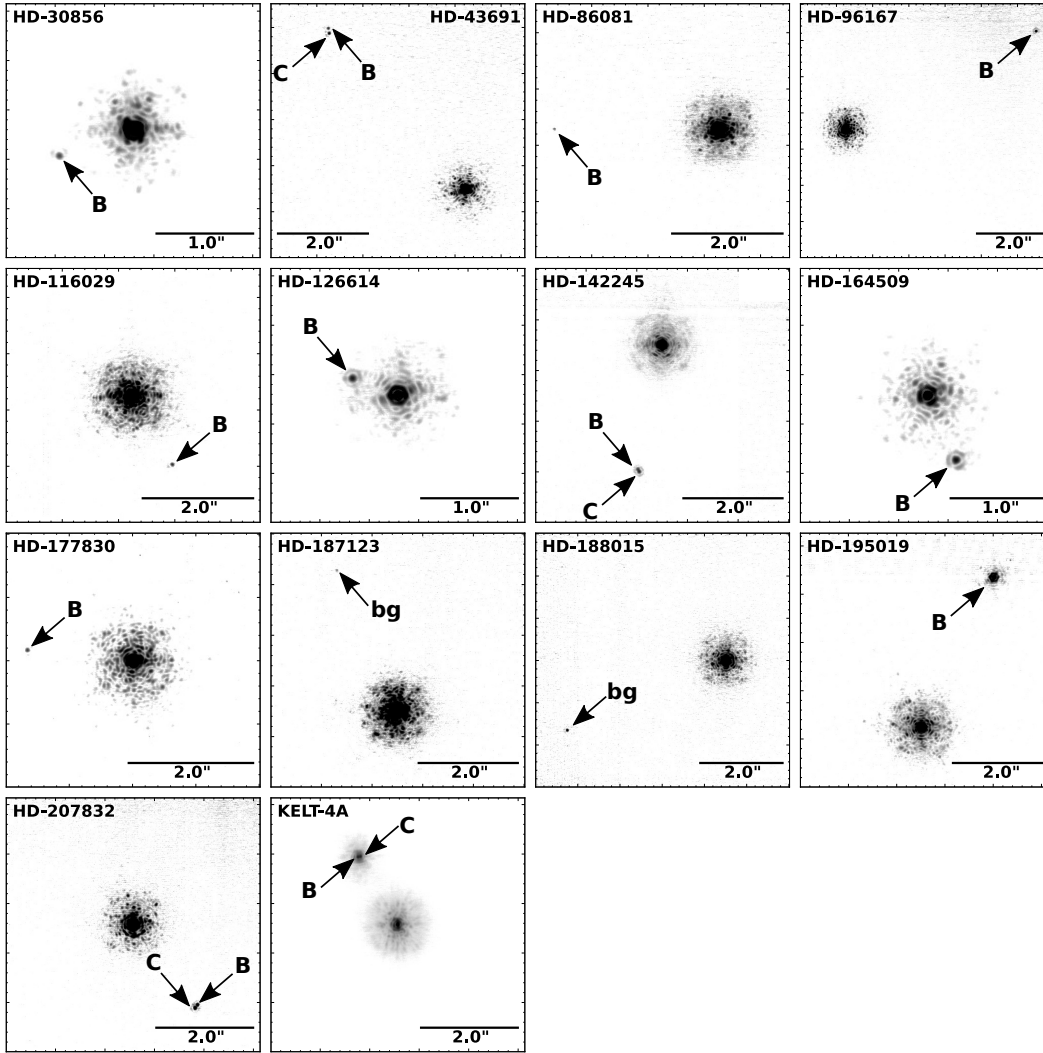 HD-30856
B
1.0"
HD-43691
C
B
2.0"
HD-86081
B
2.0"
HD-96167
B
2.0"
HD-116029
B
2.0"
HD-126614
B
1.0"
HD-142245
B
C
2.0"
HD-164509
B
1.0"
HD-177830
B
2.0"
HD-187123
bg
2.0"
HD-188015
bg
2.0"
HD-195019
B
2.0"
HD-207832
C
B
2.0"
KELT-4A
C
B
2.0"